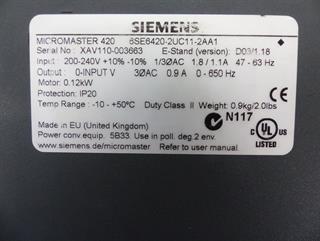 SIEMENS
MICROMASTER 420 6SE6420-2UC11-2AA1
Serial No : XAV110-003663 E-Stand (version): D03/1.18
Input : 200-240V +10% -10% 1/3ØAC 1.8 / 1.1A 47 - 63 Hz
Output : 0-INPUT V 3ØAC 0.9 A 0 - 650 Hz
Motor: 0.12kW
Protection: IP20
Temp Range: -10 - +50°C Duty Class II Weight: 0.9kg/2.0lbs
Made in EU (United Kingdom)
Power conv.equip. 5B33 Use in poll. deg.2 env.
www.siemens.de/micromaster Refer to user manual.
N117
C UL US
LISTED